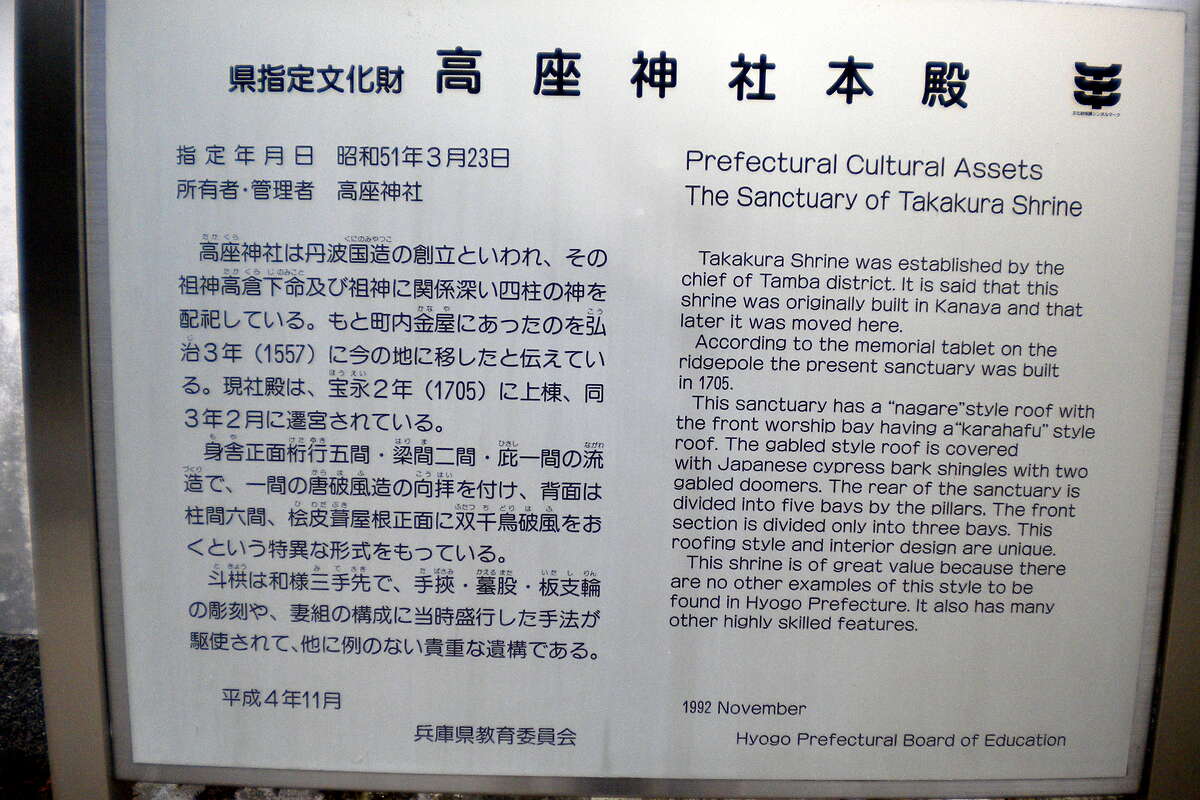 県指定文化財 高座神社本殿
文化財愛護シンボルマーク
指定年月日 昭和51年3月23日
所有者・管理者 高座神社
高座神社は丹波国造の創立といわれ、その
祖神高倉下命及び祖神に関係深い四柱の神を
配祀している。もと町内金屋にあったのを弘
治3年（1557）に今の地に移したと伝えてい
る。現社殿は、宝永2年（1705）に上棟、同
3年2月に遷宮されている。
身舎正面桁行五間・梁間二間・庇一間の流
造で、一間の唐破風造の向拝を付け、背面は
柱間六間、桧皮葺屋根正面に双千鳥破風をお
くという特異な形式をもっている。
斗栱は和様三手先で、手挾・墓股・板支輪
の彫刻や、妻組の構成に当時盛行した手法が
駆使されて、他に例のない貴重な遺構である。
平成4年11月
兵庫県教育委員会
Prefectural Cultural Assets
The Sanctuary of Takakura Shrine
Takakura Shrine was established by the
chief of Tamba district. It is said that this
shrine was originally built in Kanaya and that
later it was moved here.
According to the memorial tablet on the
ridgepole the present sanctuary was built
in 1705.
This sanctuary has a "nagare"style roof with
the front worship bay having a"karahafu" style
roof. The gabled style roof is covered
with Japanese cypress bark shingles with two
gabled doomers. The rear of the sanctuary is
divided into five bays by the pillars. The front
section is divided only into three bays. This
roofing style and interior design are unique.
This shrine is of great value because there
are no other examples of this style to be
found in Hyogo Prefecture. It also has many
other highly skilled features.
1992 November
Hyogo Prefectural Board of Education